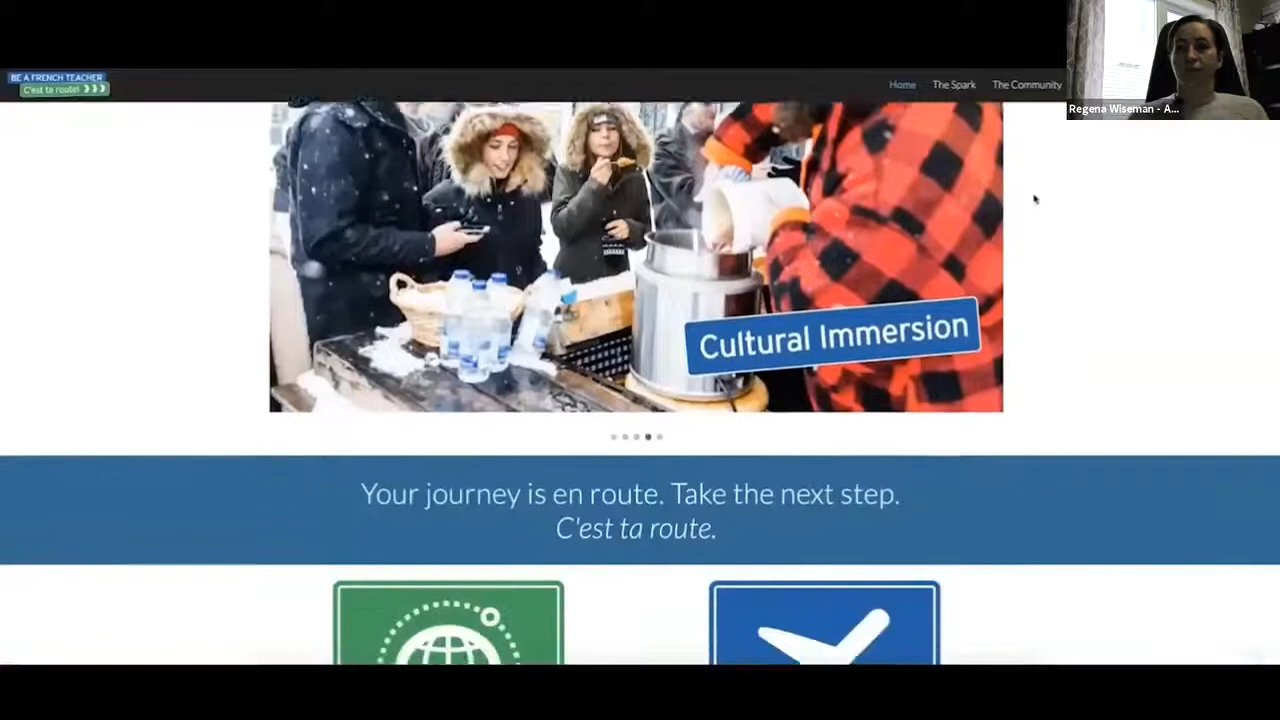 BE A FRENCH TEACHER
C'est ta route!
Home
The Spark
The Community
Regena Wiseman - A...
Cultural Immersion
Your journey is en route. Take the next step.
C'est ta route.